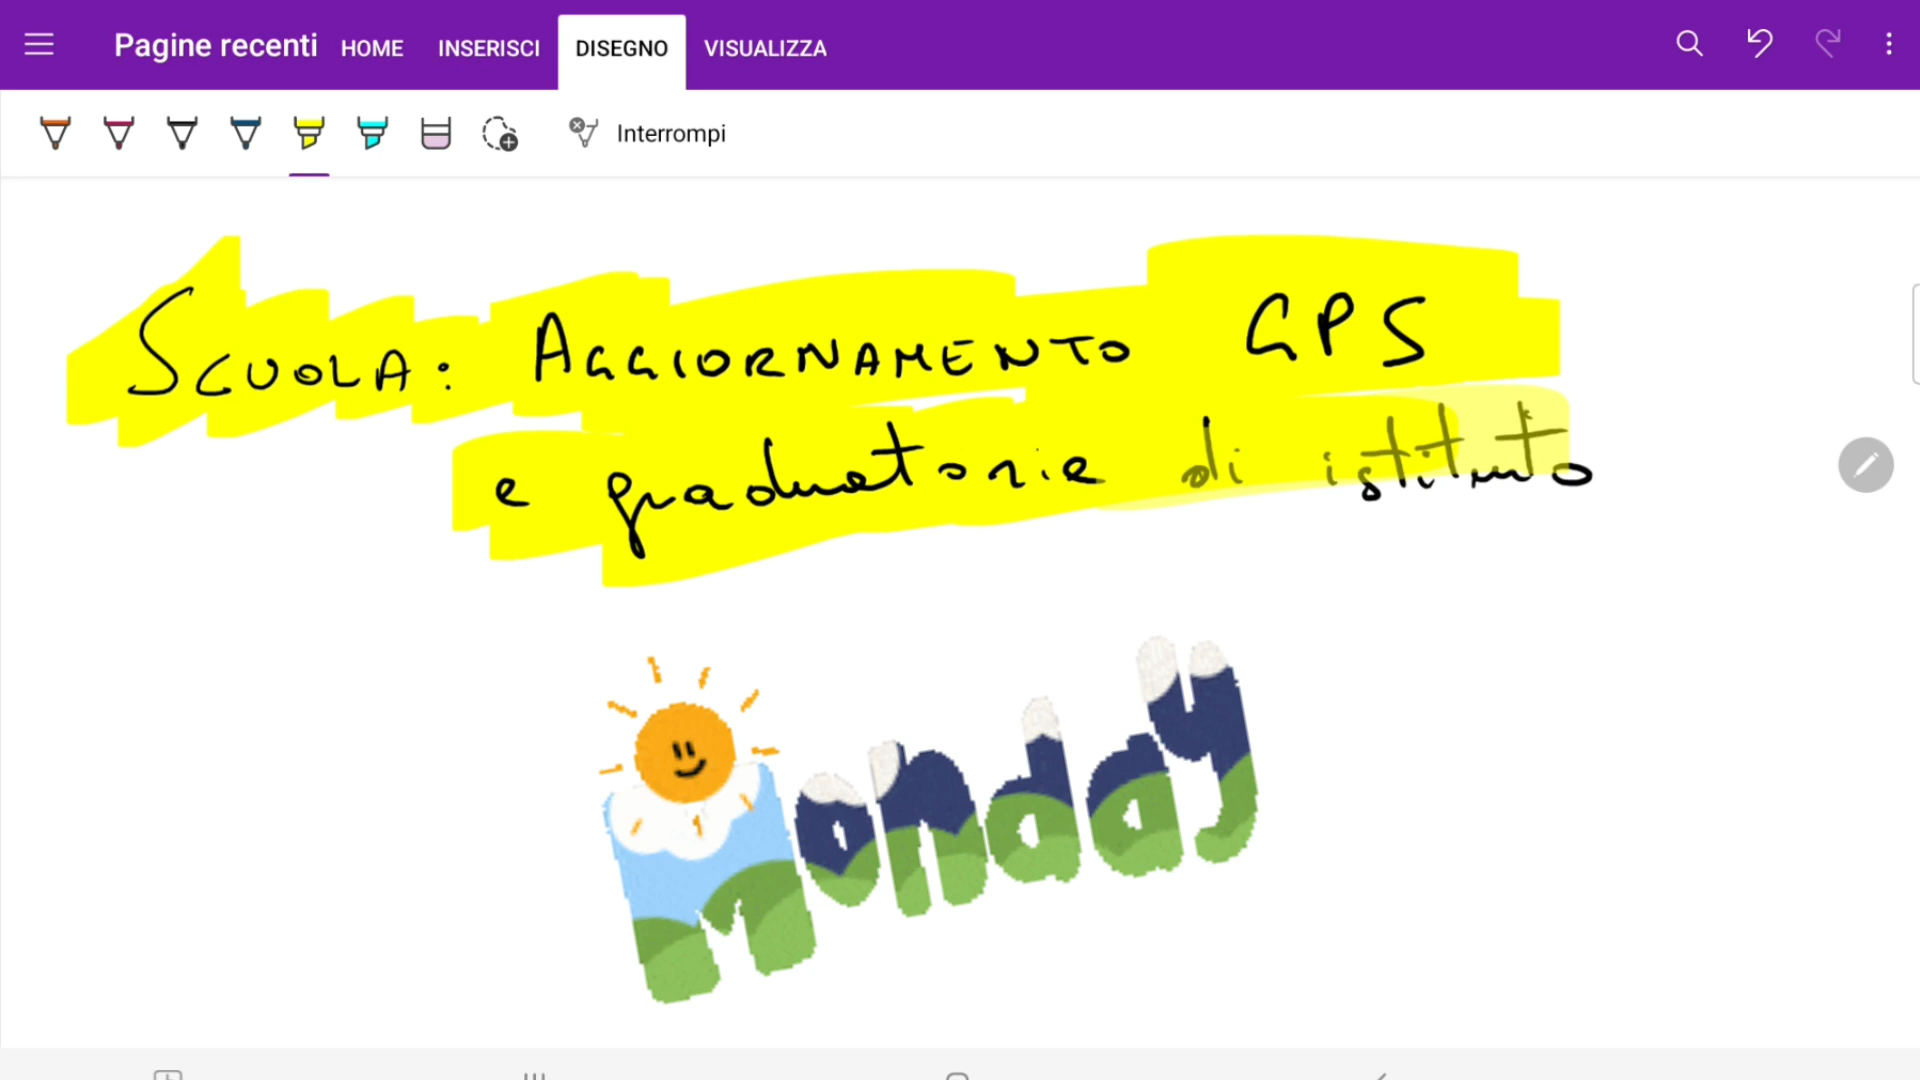 Pagine recenti HOME INSERISCI DISEGNO VISUALIZZA
Interrompi
SCUOLA: AGGIORNAMENTO GPS
e graduatorie di istituto
Monday